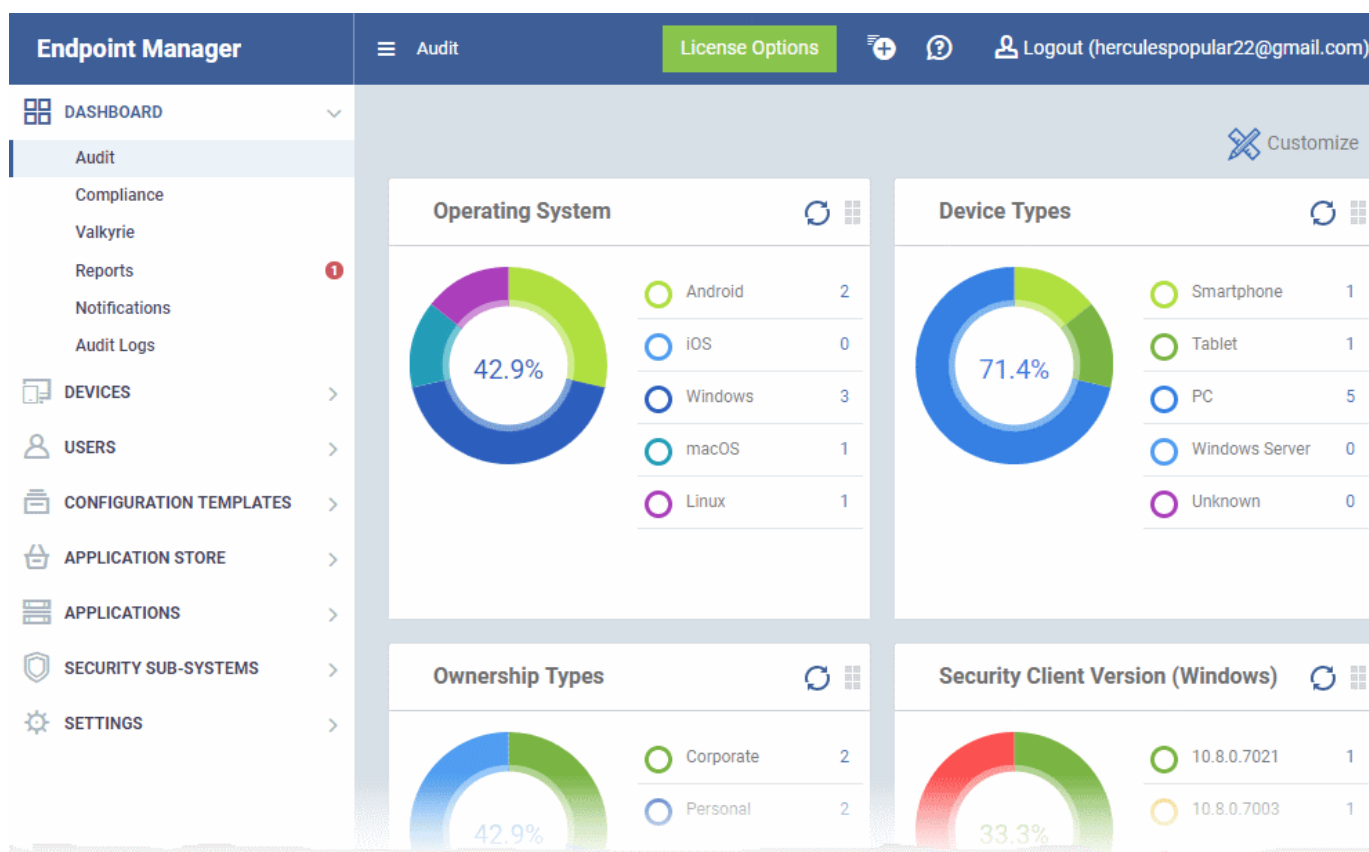 Endpoint Manager
Audit
License Options
Logout (herculespopular22@gmail.com)
DASHBOARD
Audit
Compliance
Valkyrie
Reports 1
Notifications
Audit Logs
DEVICES
USERS
CONFIGURATION TEMPLATES
APPLICATION STORE
APPLICATIONS
SECURITY SUB-SYSTEMS
SETTINGS
Customize
Operating System
42.9%
Android 2
iOS 0
Windows 3
macOS 1
Linux 1
Device Types
71.4%
Smartphone 1
Tablet 1
PC 5
Windows Server 0
Unknown 0
Ownership Types
42.9%
Corporate 2
Personal 2
Security Client Version (Windows)
33.3%
10.8.0.7021 1
10.8.0.7003 1